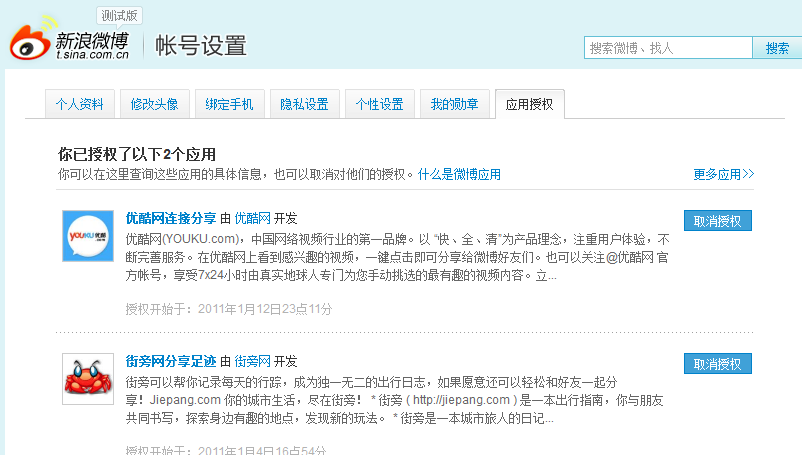 测试版
新浪微博
t.sina.com.cn
帐号设置
搜索微博、找人
搜索
个人资料
修改头像
绑定手机
隐私设置
个性设置
我的勋章
应用授权
你已授权了以下2个应用
你可以在这里查询这些应用的具体信息，也可以取消对他们的授权。什么是微博应用
更多应用>>
YOUKU 优酷
优酷网连接分享 由 优酷网 开发
取消授权
优酷网(YOUKU.com)，中国网络视频行业的第一品牌。以 “快、全、清”为产品理念，注重用户体验，不
断完善服务。在优酷网上看到感兴趣的视频，一键点击即可分享给微博好友们。也可以关注@优酷网 官
方帐号，享受7x24小时由真实地球人专门为您手动挑选的最有趣的视频内容。立...
授权开始于：2011年1月12日23点11分
街旁网分享足迹 由 街旁网 开发
取消授权
街旁可以帮你记录每天的行踪，成为独一无二的出行日志，如果愿意还可以轻松和好友一起分
享！Jiepang.com 你的城市生活，尽在街旁！ * 街旁 ( http://jiepang.com ) 是一本出行指南，你与朋友
共同书写，探索身边有趣的地点，发现新的玩法。 * 街旁是一本城市旅人的日记...
授权开始于：2011年1月4日16点54分